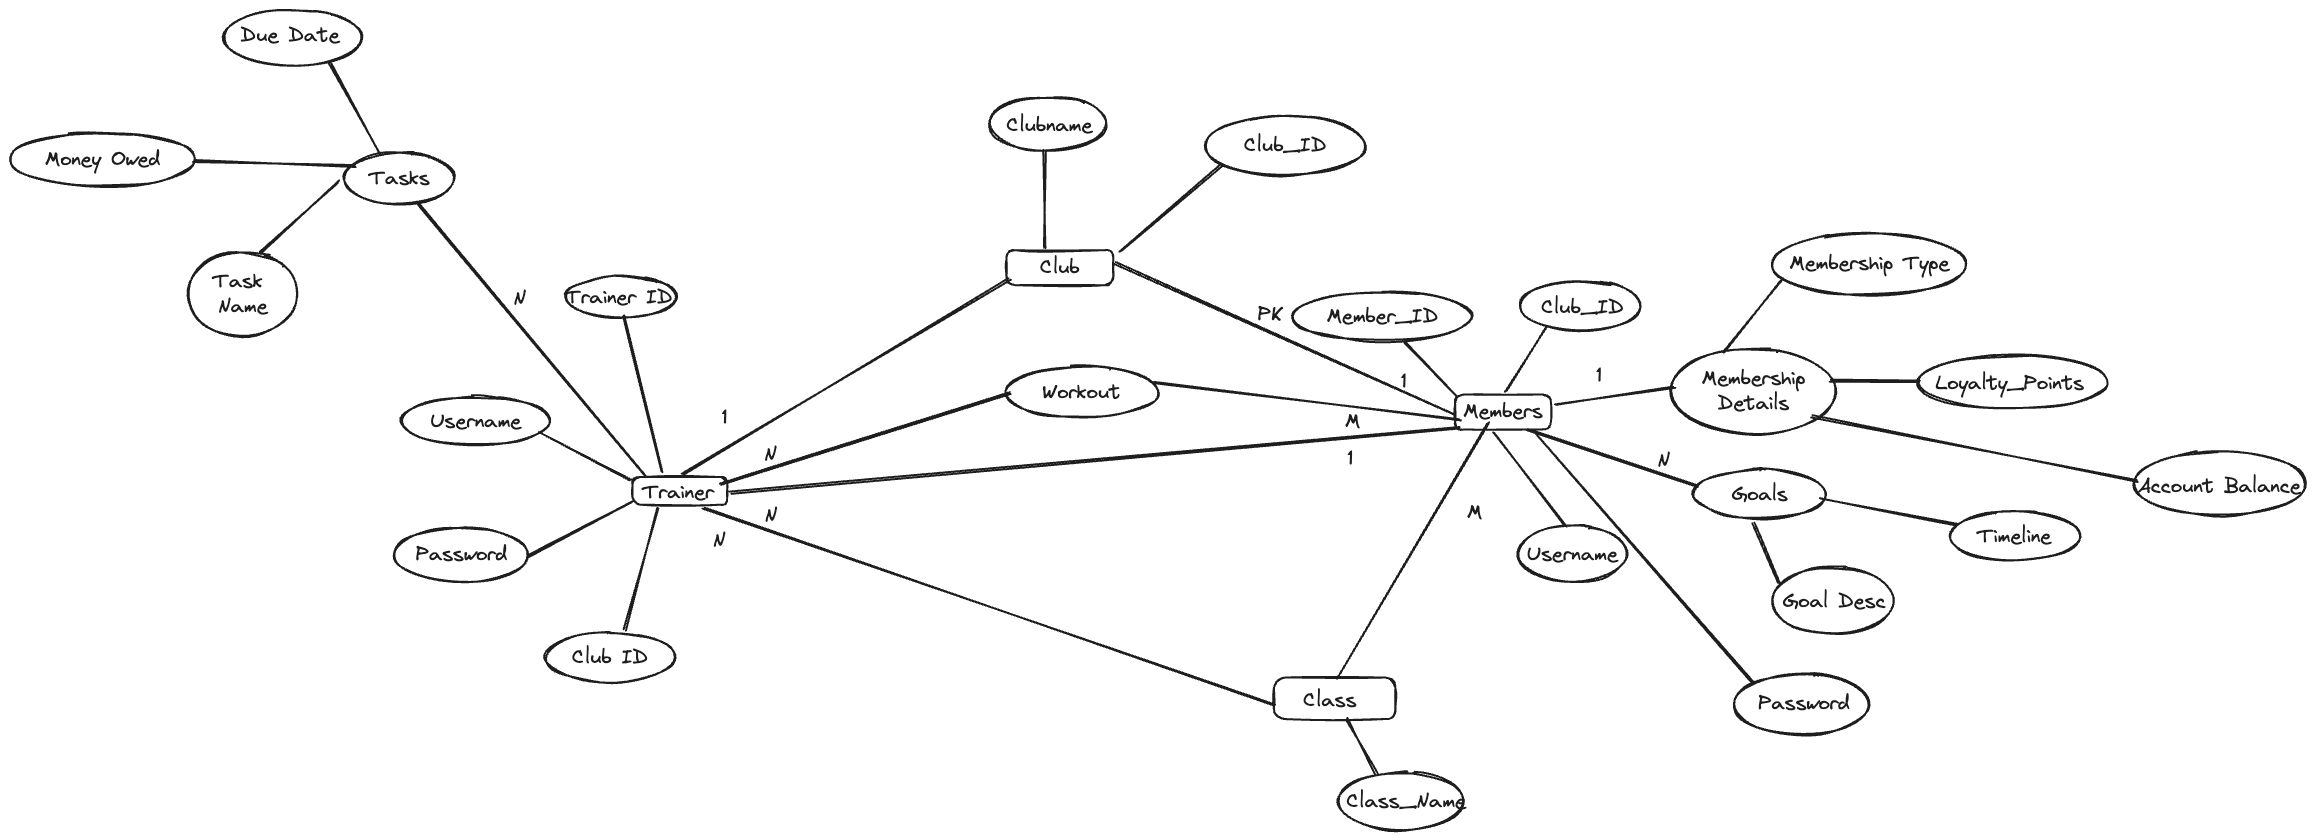 Due Date
Clubname
Club_ID
Money Owed
Tasks
Membership Type
Club
Task
Name
Trainer ID
N
PK
Member_ID
Club_ID
Membership
Details
1
1
Loyalty_Points
Workout
Members
Username
1
M
N
1
N
Account Balance
Trainer
Goals
N
N
M
Timeline
Password
Username
Goal Desc
Club ID
Class
Password
Class_Name